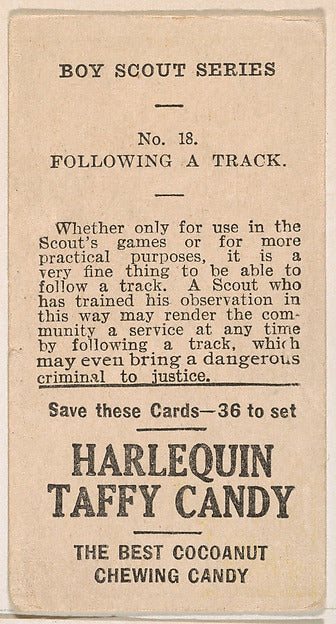 BOY SCOUT SERIES
No. 18.
FOLLOWING A TRACK.
Whether only for use in the
Scout's games or for more
practical purposes, it is a
very fine thing to be able to
follow a track. A Scout who
has trained his observation in
this way may render the com-
munity a service at any time
by following a track, which
may even bring a dangerous
criminal to justice.
Save these Cards—36 to set
HARLEQUIN
TAFFY CANDY
THE BEST COCOANUT
CHEWING CANDY